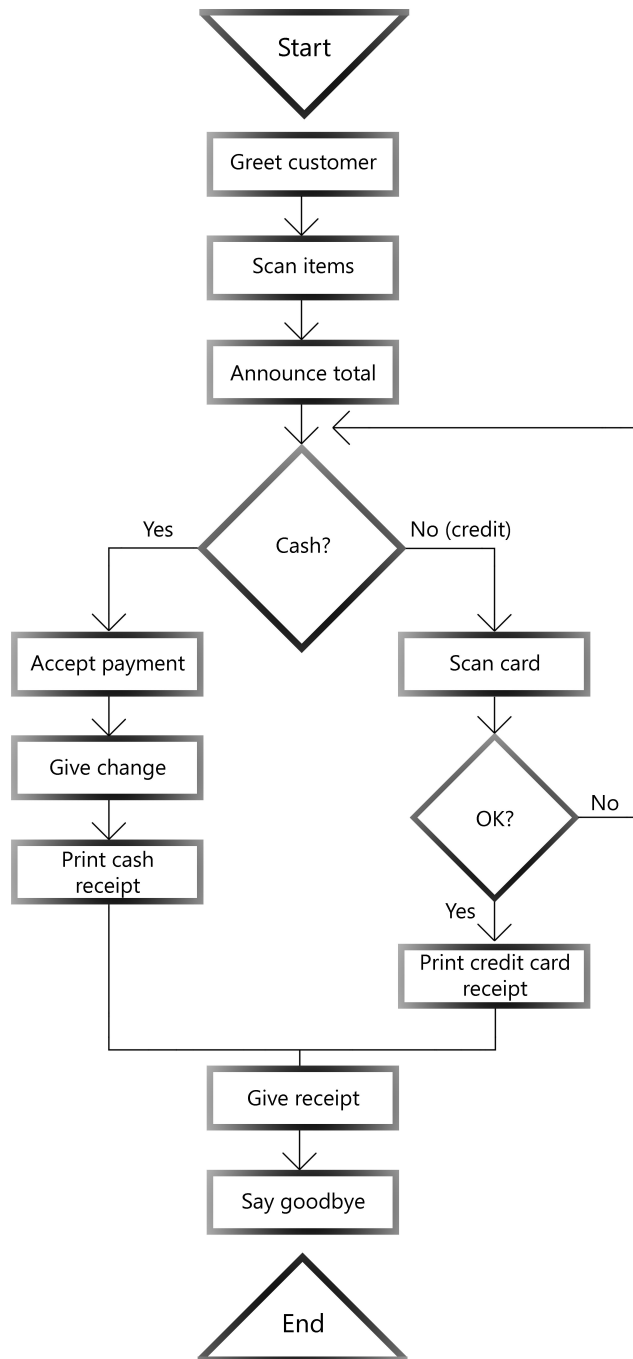 Start
Greet customer
Scan items
Announce total
Cash?
Yes
No (credit)
Accept payment
Scan card
Give change
OK?
No
Print cash
receipt
Yes
Print credit card
receipt
Give receipt
Say goodbye
End